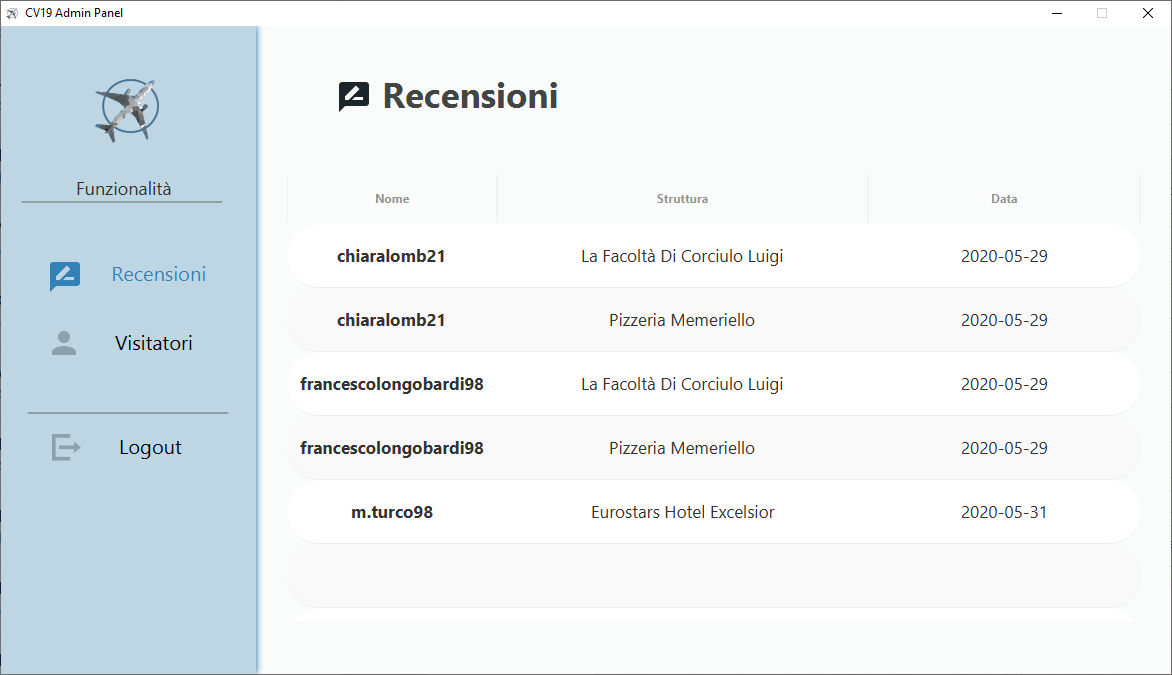 CV19 Admin Panel
Funzionalità
Recensioni
Visitatori
Logout
Recensioni
Nome Struttura Data
chiaralomb21 La Facoltà Di Corciulo Luigi 2020-05-29
chiaralomb21 Pizzeria Memeriello 2020-05-29
francescolongobardi98 La Facoltà Di Corciulo Luigi 2020-05-29
francescolongobardi98 Pizzeria Memeriello 2020-05-29
m.turco98 Eurostars Hotel Excelsior 2020-05-31